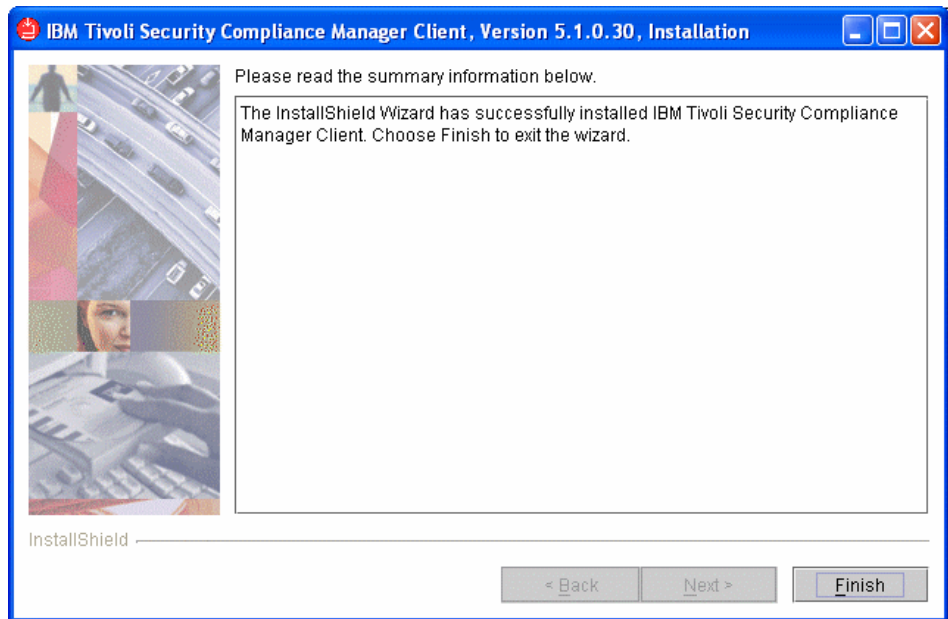 IBM Tivoli Security Compliance Manager Client, Version 5.1.0.30, Installation
Please read the summary information below.
The InstallShield Wizard has successfully installed IBM Tivoli Security Compliance
Manager Client. Choose Finish to exit the wizard.
InstallShield
< Back Next > Finish